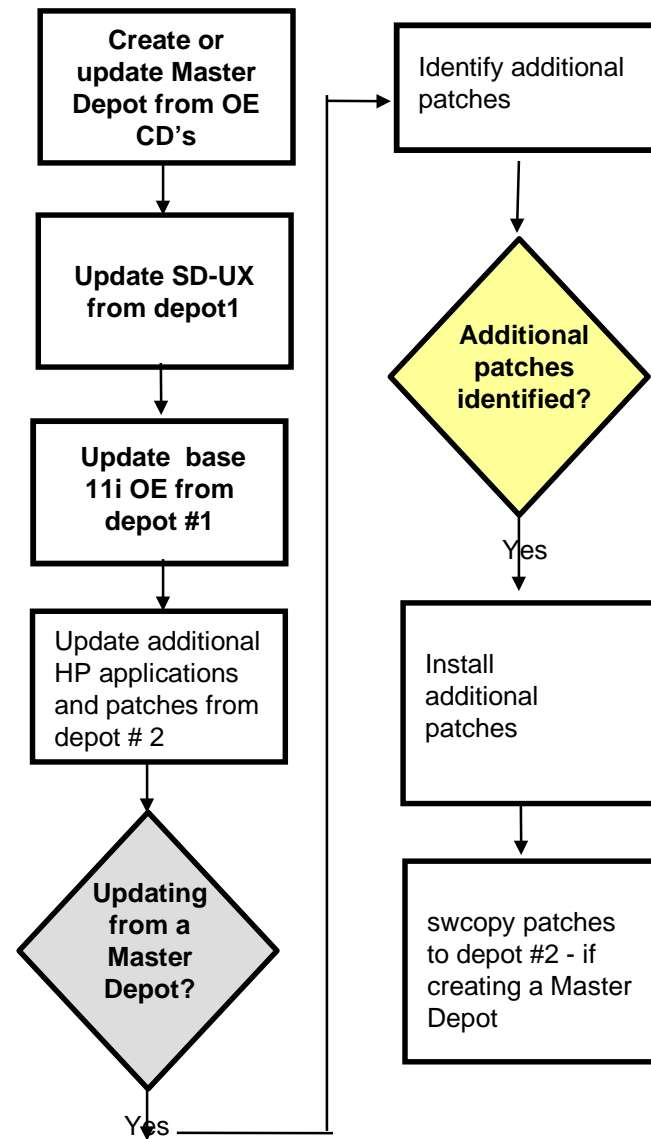 Create or
update Master
Depot from OE
CD's
Update SD-UX
from depot1
Update base
11i OE from
depot #1
Update additional
HP applications
and patches from
depot # 2
Updating
from a
Master
Depot?
Yes
Identify additional
patches
Additional
patches
identified?
Yes
Install
additional
patches
swcopy patches
to depot #2 - if
creating a Master
Depot